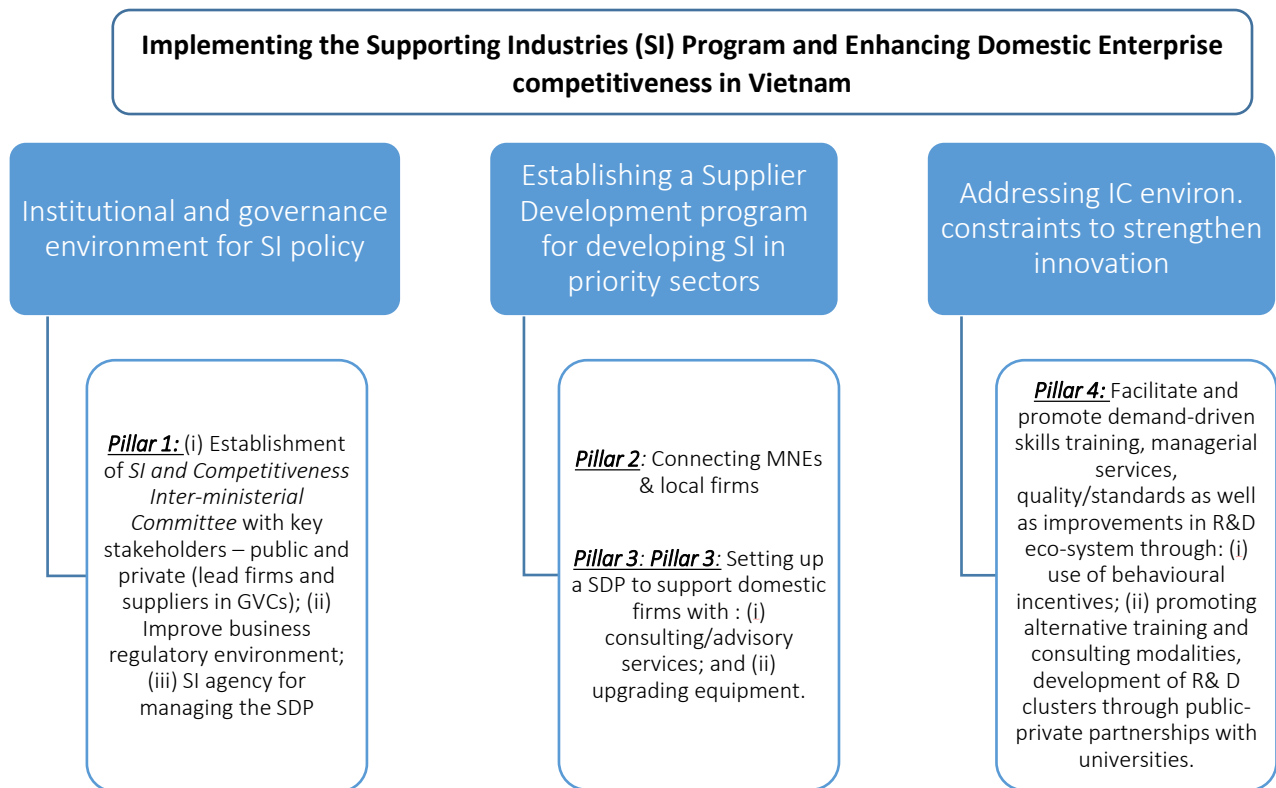 Implementing the Supporting Industries (SI) Program and Enhancing Domestic Enterprise
competitiveness in Vietnam
Institutional and governance
environment for SI policy
Pillar 1: (i) Establishment
of SI and Competitiveness
Inter-ministerial
Committee with key
stakeholders – public and
private (lead firms and
suppliers in GVCs); (ii)
Improve business
regulatory environment;
(iii) SI agency for
managing the SDP
Establishing a Supplier
Development program
for developing SI in
priority sectors
Pillar 2: Connecting MNEs
& local firms
Pillar 3: Pillar 3: Setting up
a SDP to support domestic
firms with : (i)
consulting/advisory
services; and (ii)
upgrading equipment.
Addressing IC environ.
constraints to strengthen
innovation
Pillar 4: Facilitate and
promote demand-driven
skills training, managerial
services,
quality/standards as well
as improvements in R&D
eco-system through: (i)
use of behavioural
incentives; (ii) promoting
alternative training and
consulting modalities,
development of R& D
clusters through public-
private partnerships with
universities.